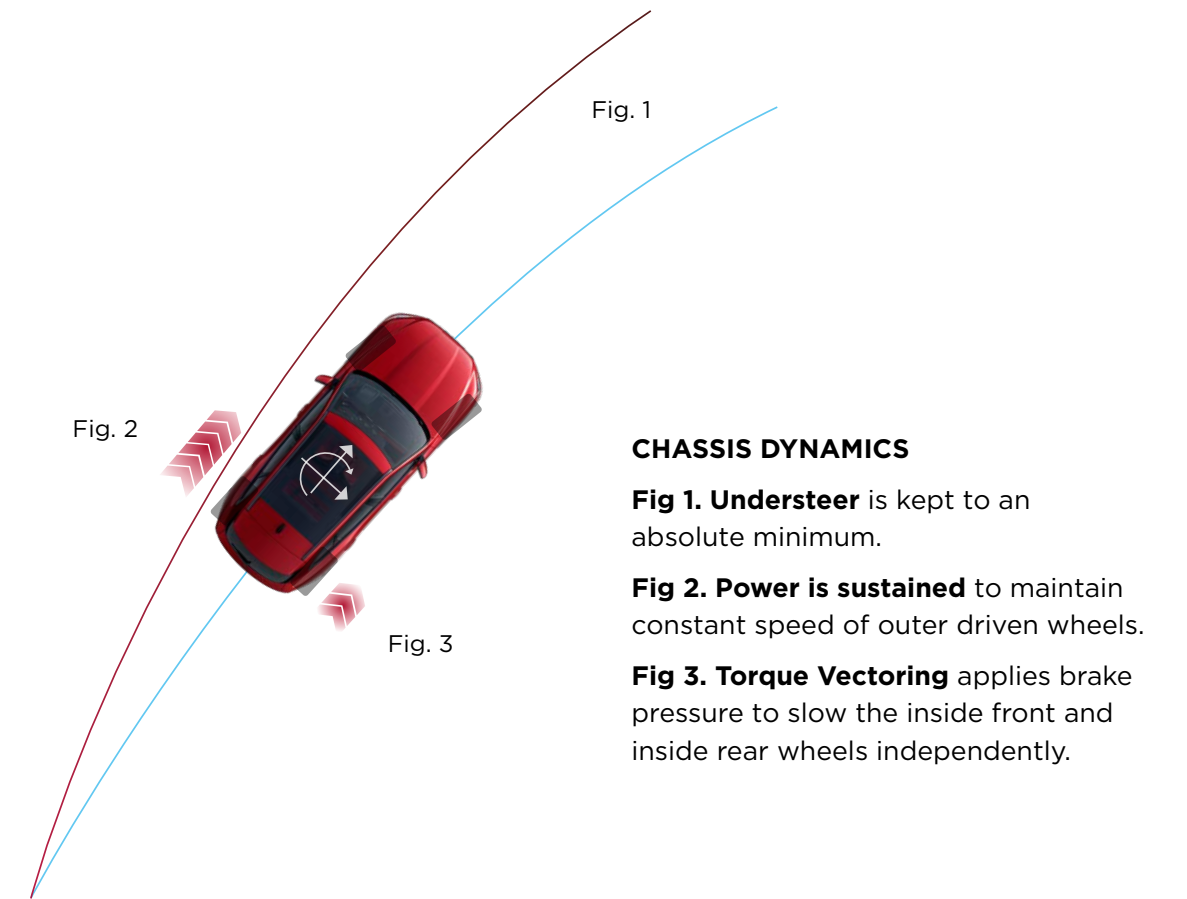 Fig. 1
Fig. 2
Fig. 3
CHASSIS DYNAMICS
Fig 1. Understeer is kept to an
absolute minimum.
Fig 2. Power is sustained to maintain
constant speed of outer driven wheels.
Fig 3. Torque Vectoring applies brake
pressure to slow the inside front and
inside rear wheels independently.